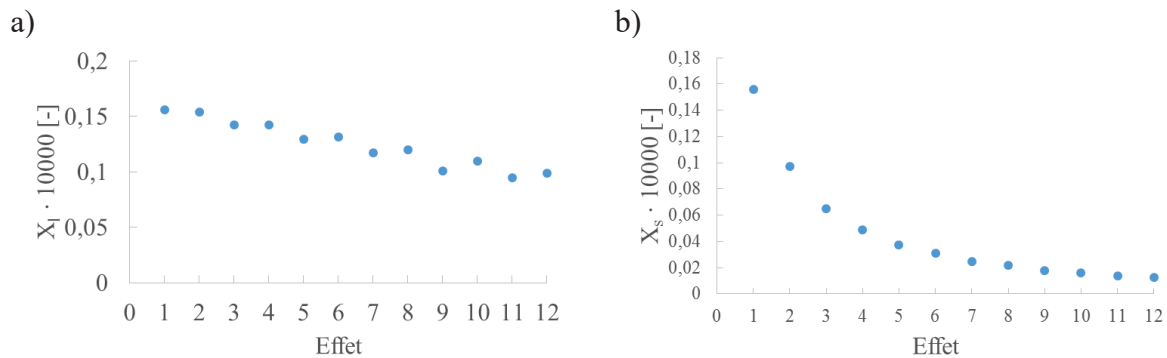 a)
X_l · 10000 [-]
0,2
0,15
0,1
0,05
0
0 1 2 3 4 5 6 7 8 9 10 11 12
Effet
b)
X_s · 10000 [-]
0,18
0,16
0,14
0,12
0,1
0,08
0,06
0,04
0,02
0
0 1 2 3 4 5 6 7 8 9 10 11 12
Effet